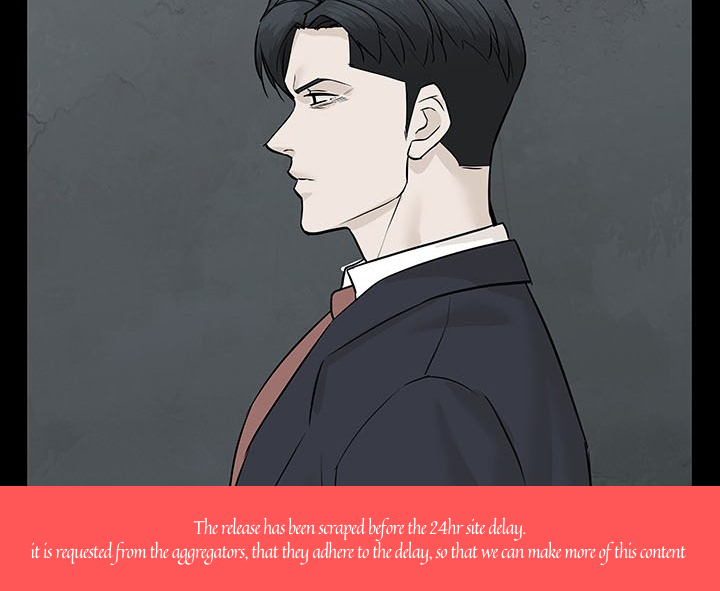 The release has been scraped before the 24hr site delay.
it is requested from the aggregators, that they adhere to the delay, so that we can make more of this content